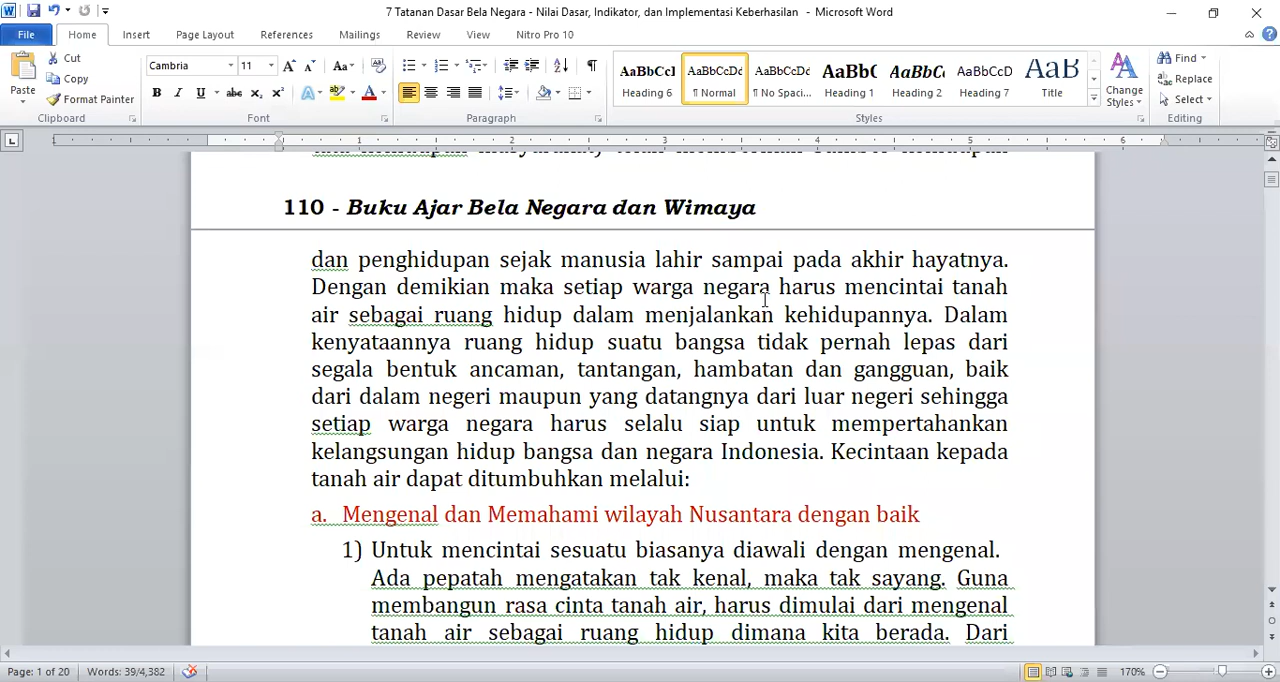 7 Tatanan Dasar Bela Negara - Nilai Dasar, Indikator, dan Implementasi Keberhasilan - Microsoft Word
File Home Insert Page Layout References Mailings Review View Nitro Pro 10
Paste
Cut
Copy
Format Painter
Clipboard
Cambria 11
Font
Paragraph
AaBbCcI AaBbCcDc AaBbCcDc AaBb( AaBbC AaBbCcD AaB
Heading 6 ¶ Normal ¶ No Spaci... Heading 1 Heading 2 Heading 7 Title
Styles
Change Styles
Find
Replace
Select
Editing
1 2 3 4 5 6
110 - Buku Ajar Bela Negara dan Wimaya
dan penghidupan sejak manusia lahir sampai pada akhir hayatnya.
Dengan demikian maka setiap warga negara harus mencintai tanah
air sebagai ruang hidup dalam menjalankan kehidupannya. Dalam
kenyataannya ruang hidup suatu bangsa tidak pernah lepas dari
segala bentuk ancaman, tantangan, hambatan dan gangguan, baik
dari dalam negeri maupun yang datangnya dari luar negeri sehingga
setiap warga negara harus selalu siap untuk mempertahankan
kelangsungan hidup bangsa dan negara Indonesia. Kecintaan kepada
tanah air dapat ditumbuhkan melalui:
a. Mengenal dan Memahami wilayah Nusantara dengan baik
1) Untuk mencintai sesuatu biasanya diawali dengan mengenal.
Ada pepatah mengatakan tak kenal, maka tak sayang. Guna
membangun rasa cinta tanah air, harus dimulai dari mengenal
tanah air sebagai ruang hidup dimana kita berada. Dari
Page: 1 of 20 Words: 39/4,382 170%